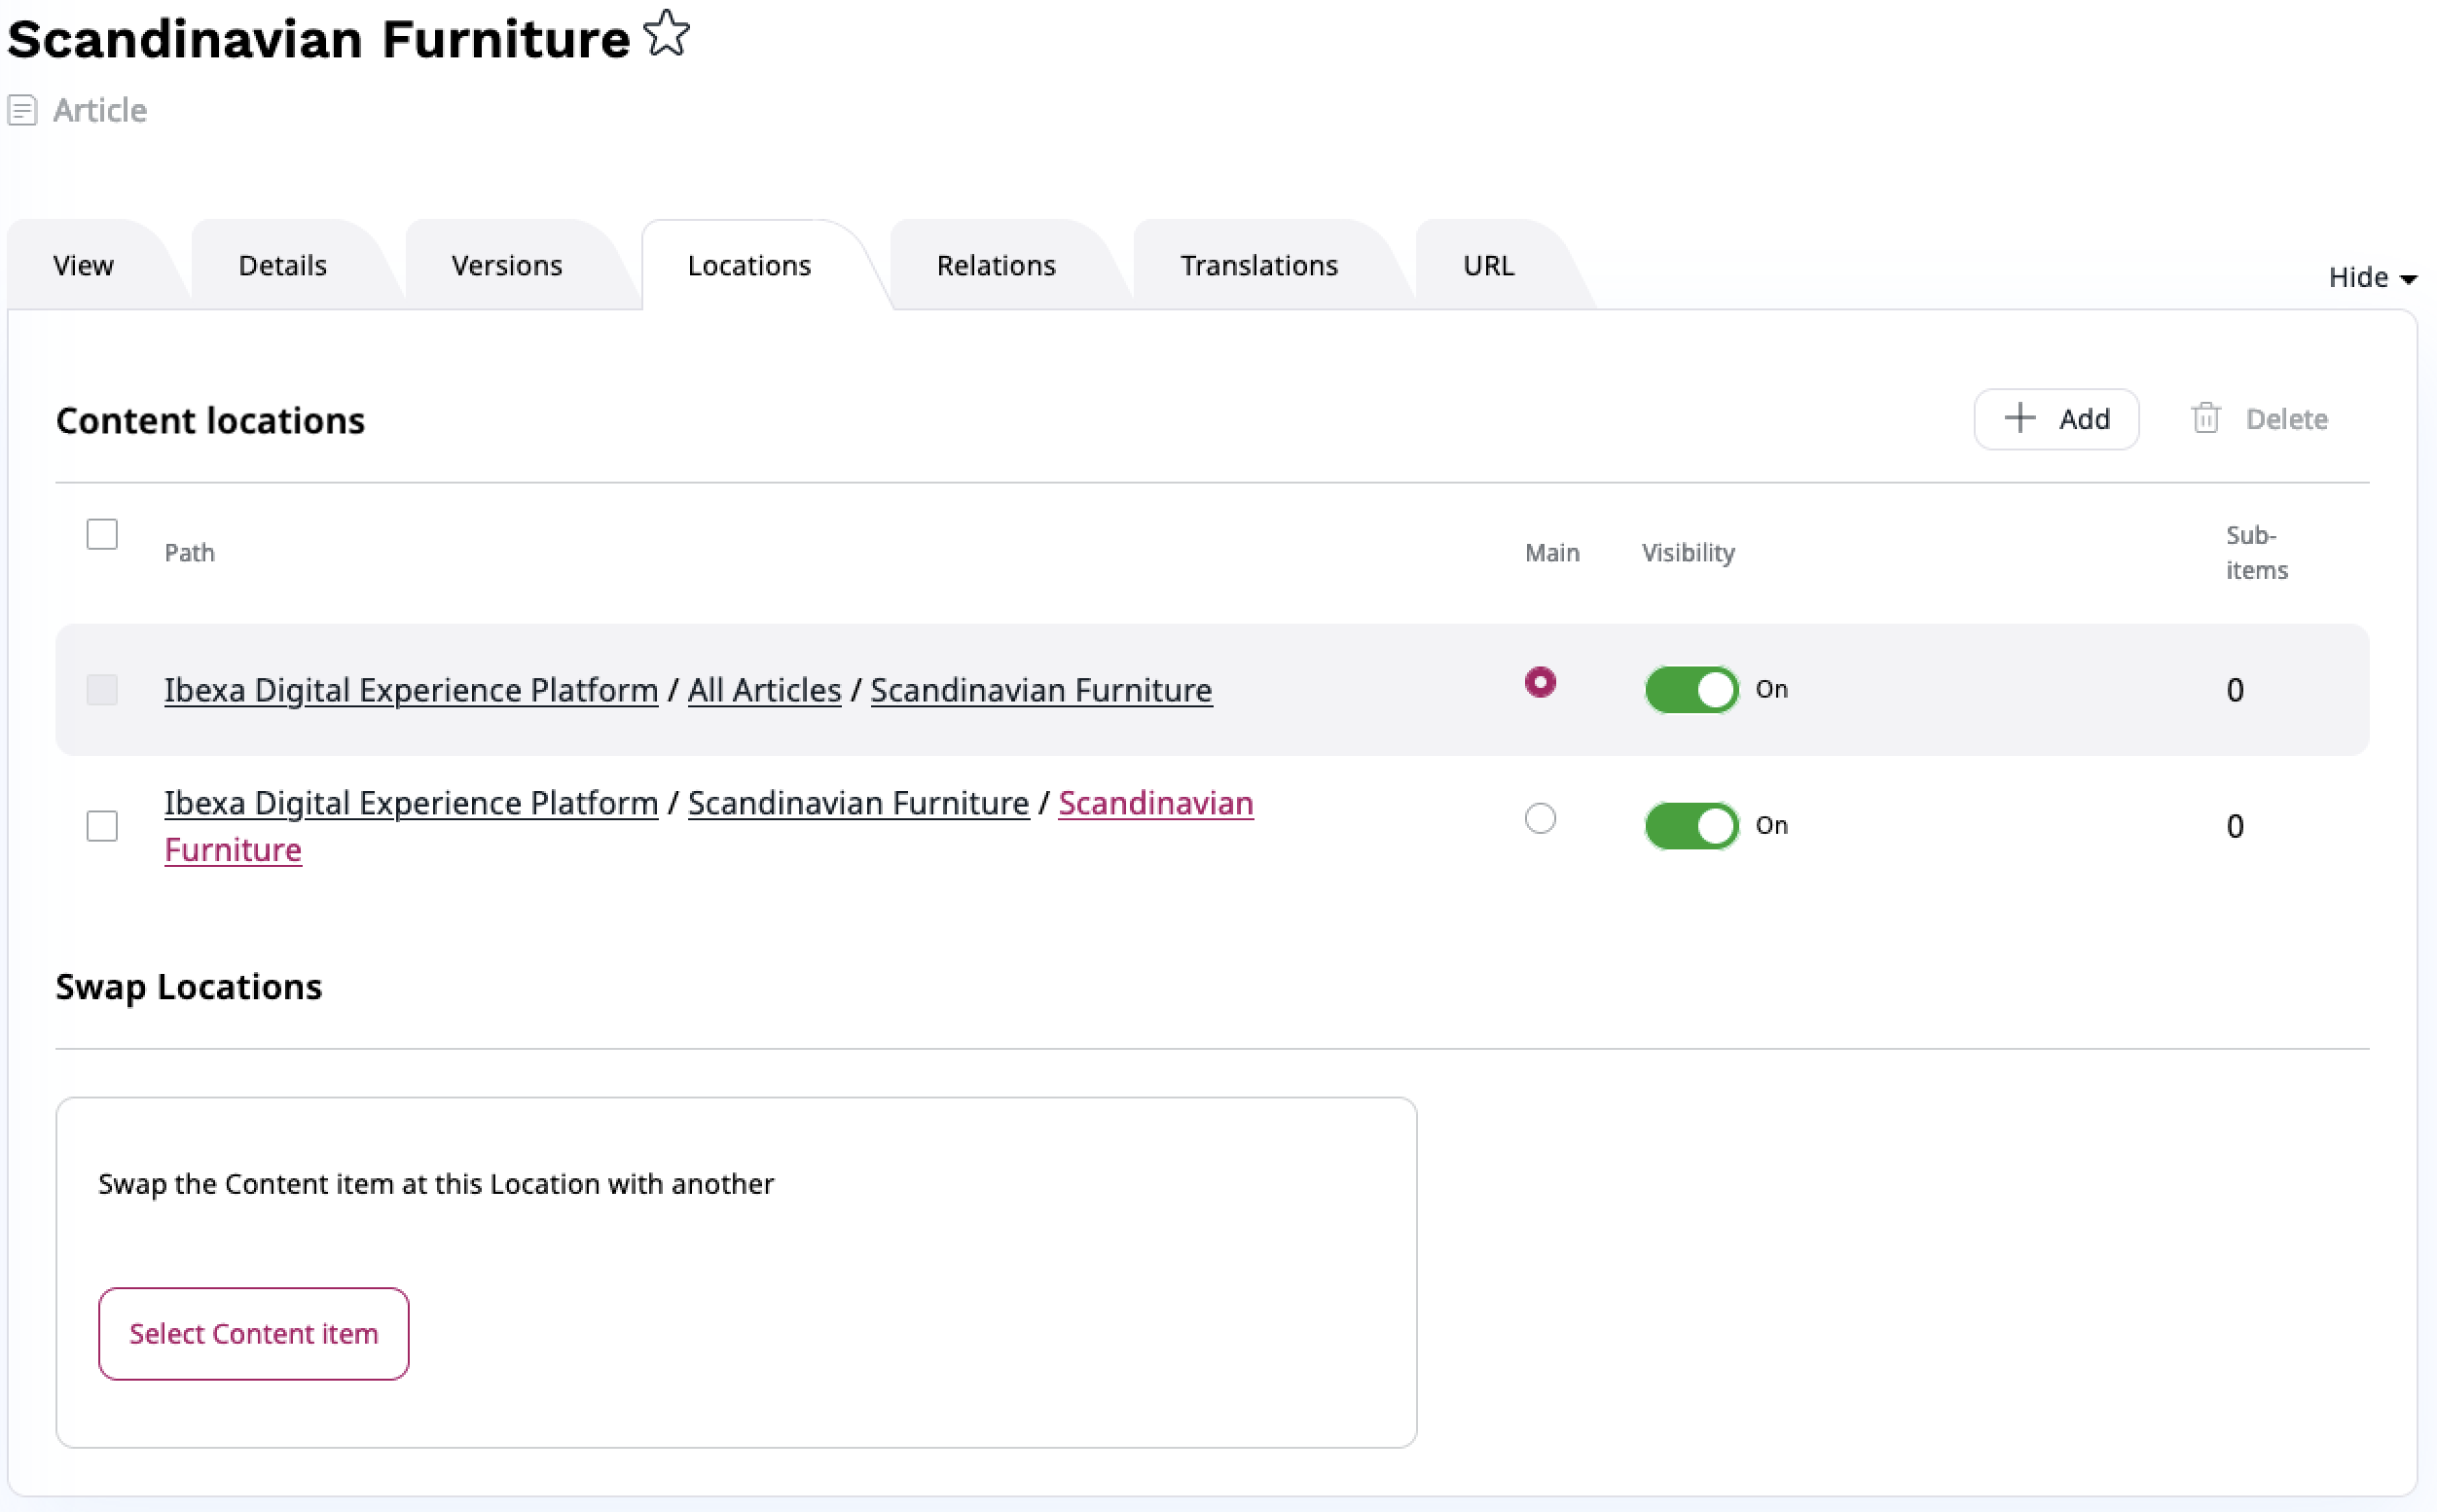 Scandinavian Furniture
Article
View Details Versions Locations Relations Translations URL Hide
Content locations Add Delete
Path Main Visibility Sub-
items
Ibexa Digital Experience Platform / All Articles / Scandinavian Furniture On 0
Ibexa Digital Experience Platform / Scandinavian Furniture / Scandinavian
Furniture On 0
Swap Locations
Swap the Content item at this Location with another
Select Content item